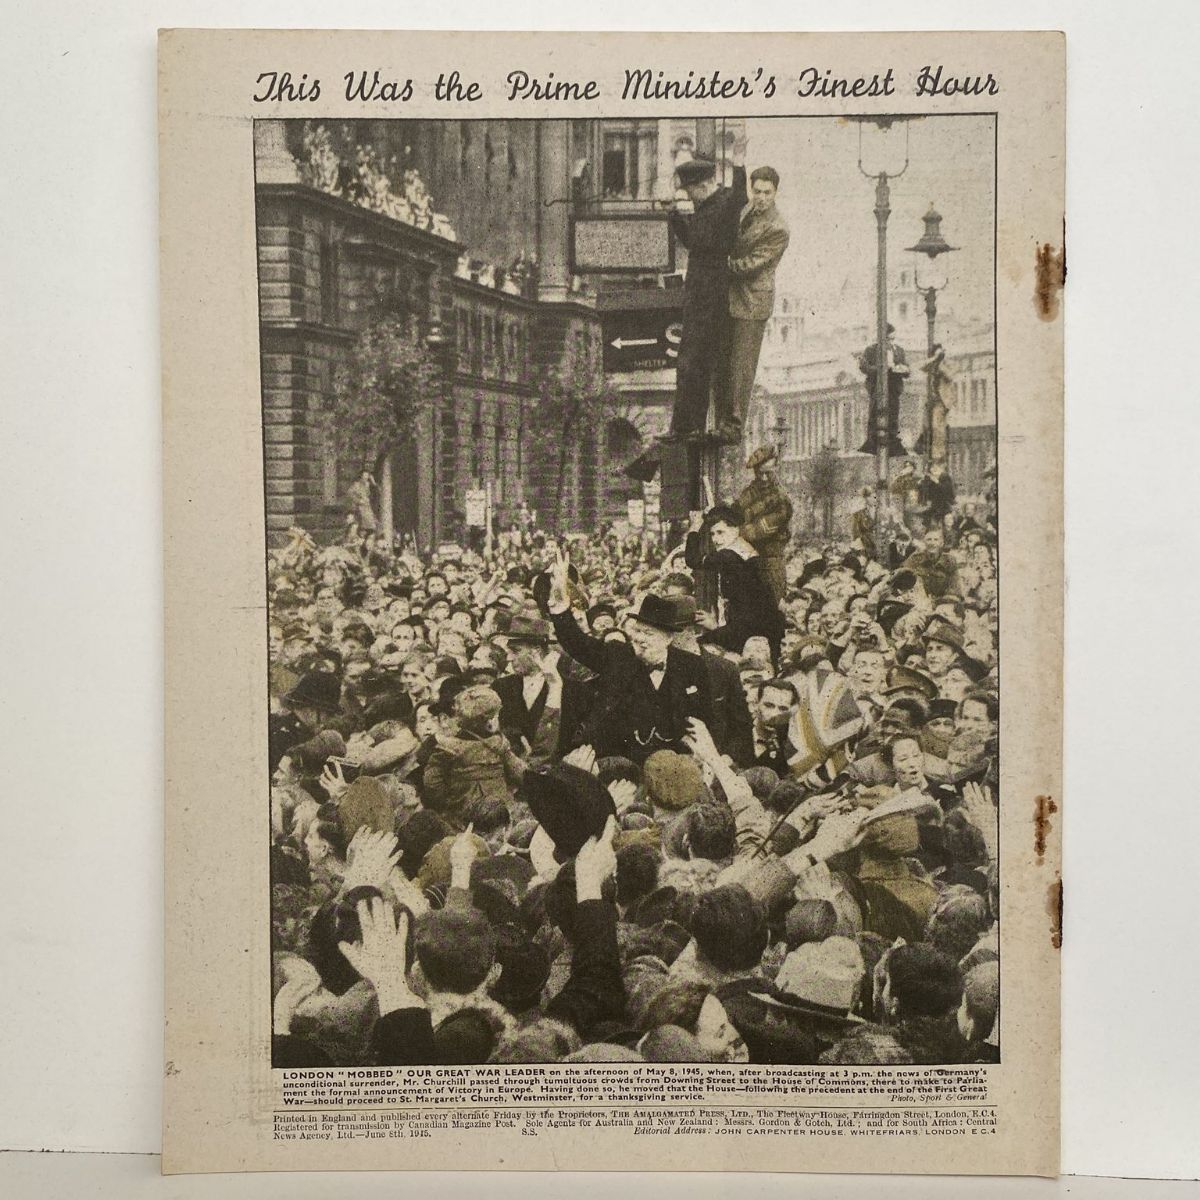 This Was the Prime Minister's Finest Hour
S
SHELTER
LONDON "MOBBED" OUR GREAT WAR LEADER on the afternoon of May 8, 1945, when, after broadcasting at 3 p.m. the news of Germany's
unconditional surrender, Mr. Churchill passed through tumultuous crowds from Downing Street to the House of Commons, there to make to Parlia-
ment the formal announcement of Victory in Europe. Having done so, he moved that the House—following the precedent at the end of the First Great
War—should proceed to St. Margaret's Church, Westminster, for a thanksgiving service. Photo, Sport & General
Printed in England and published every alternate Friday by the Proprietors, THE AMALGAMATED PRESS, LTD., The Fleetway House, Farringdon Street, London, E.C.4.
Registered for transmission by Canadian Magazine Post. Sole Agents for Australia and New Zealand: Messrs. Gordon & Gotch, Ltd.; and for South Africa: Central
News Agency, Ltd.—June 8th, 1945. S.S. Editorial Address: JOHN CARPENTER HOUSE, WHITEFRIARS, LONDON E C.4